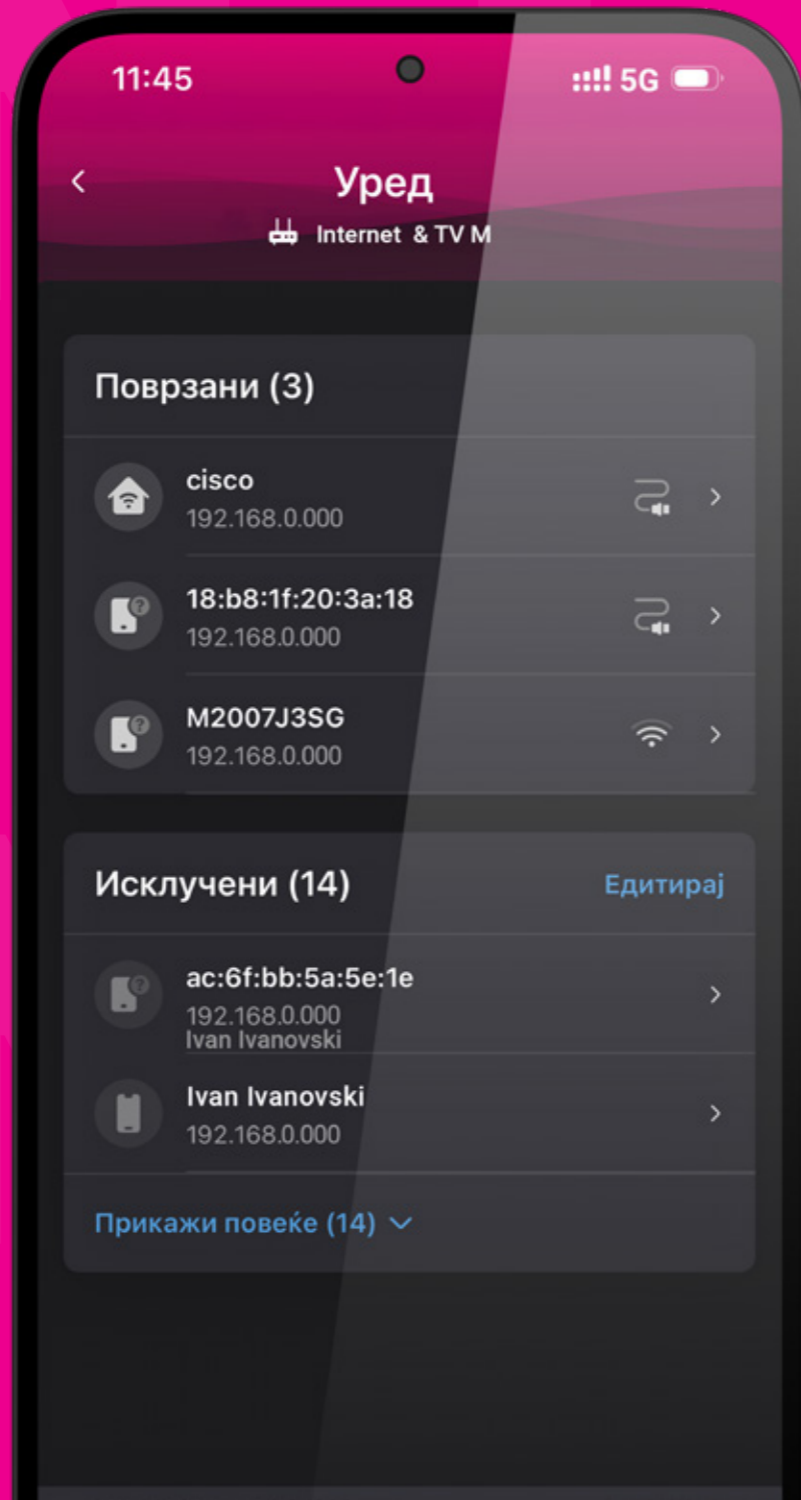 11:45
5G
Уред
Internet & TV M
Поврзани (3)
cisco
192.168.0.000
18:b8:1f:20:3a:18
192.168.0.000
M2007J3SG
192.168.0.000
Исклучени (14)
Едитирај
ac:6f:bb:5a:5e:1e
192.168.0.000
Ivan Ivanovski
Ivan Ivanovski
192.168.0.000
Прикажи повеќе (14)